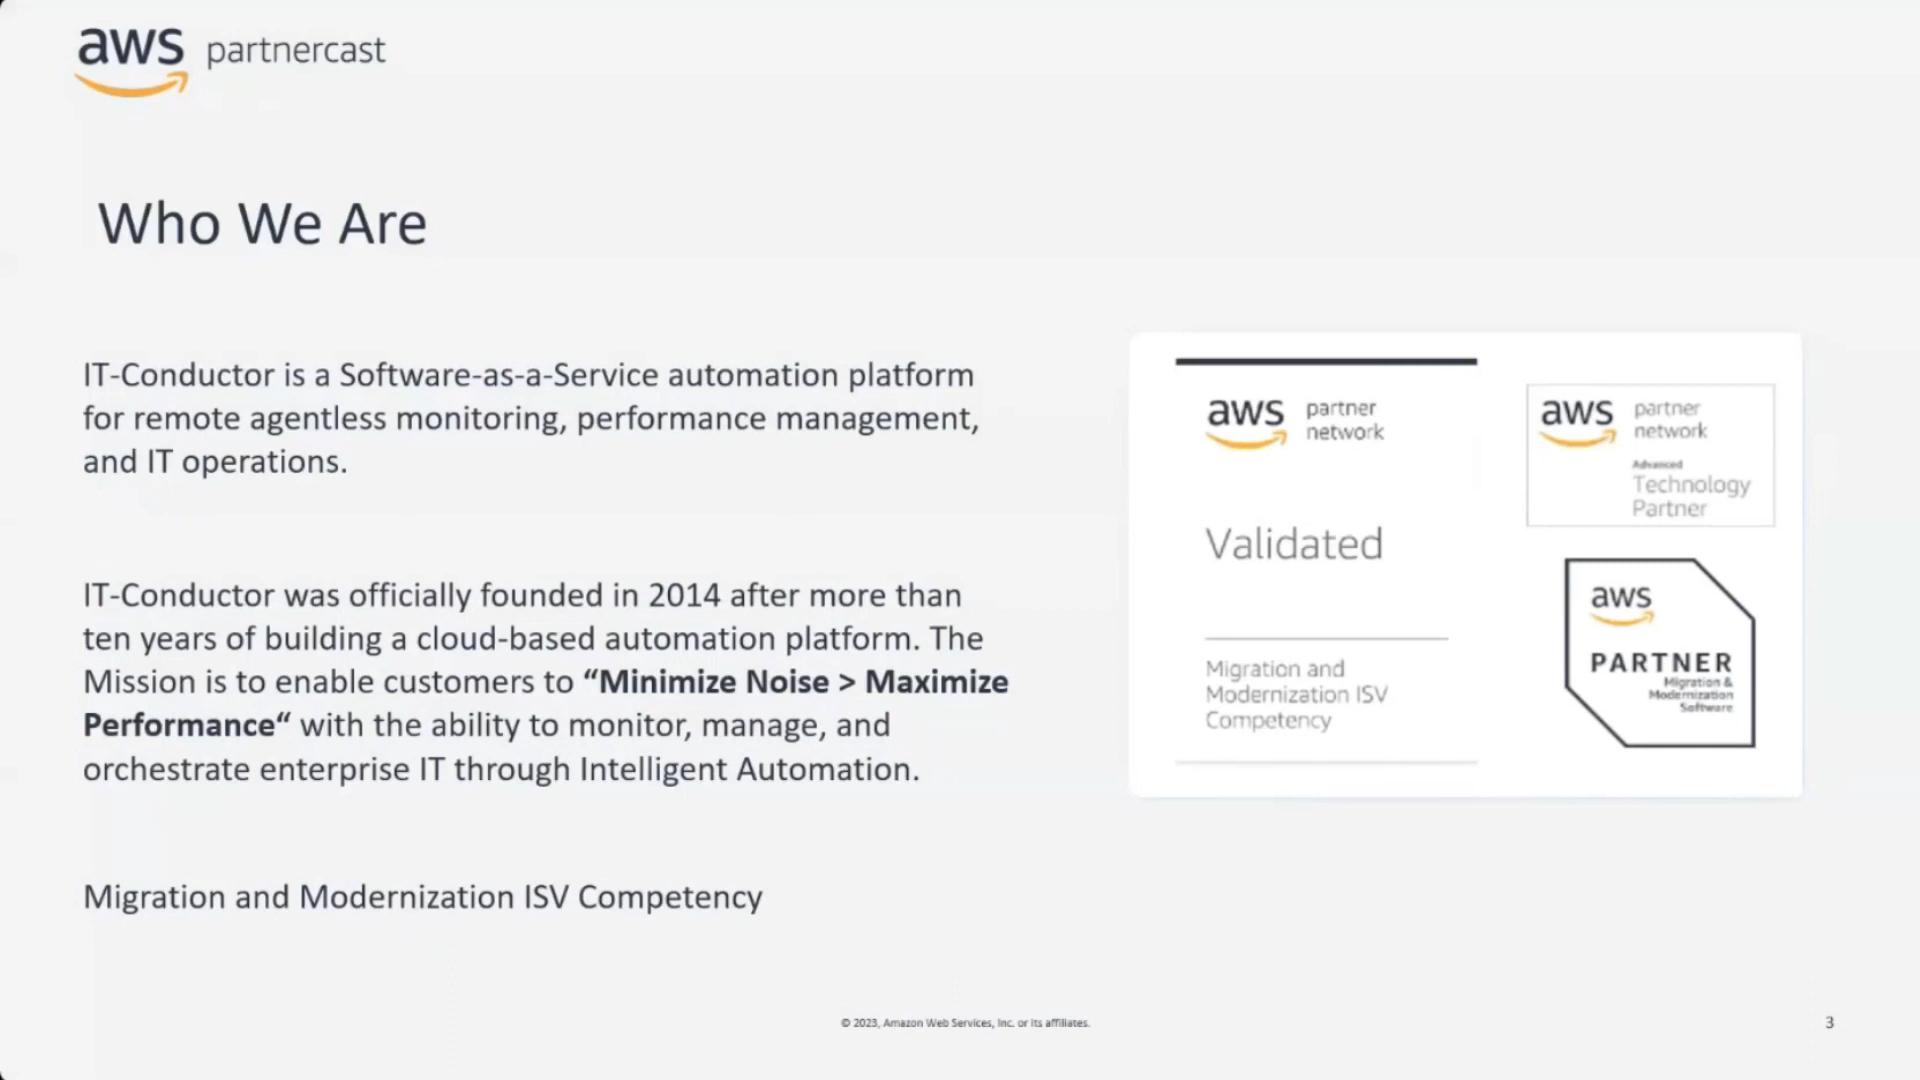 aws partnercast
Who We Are
IT-Conductor is a Software-as-a-Service automation platform
for remote agentless monitoring, performance management,
and IT operations.
IT-Conductor was officially founded in 2014 after more than
ten years of building a cloud-based automation platform. The
Mission is to enable customers to “Minimize Noise > Maximize
Performance“ with the ability to monitor, manage, and
orchestrate enterprise IT through Intelligent Automation.
Migration and Modernization ISV Competency
aws partner
network
Validated
Migration and
Modernization ISV
Competency
aws partner
network
Advanced
Technology
Partner
aws
PARTNER
Migration &
Modernization
Software
© 2023, Amazon Web Services, Inc. or its affiliates.
3